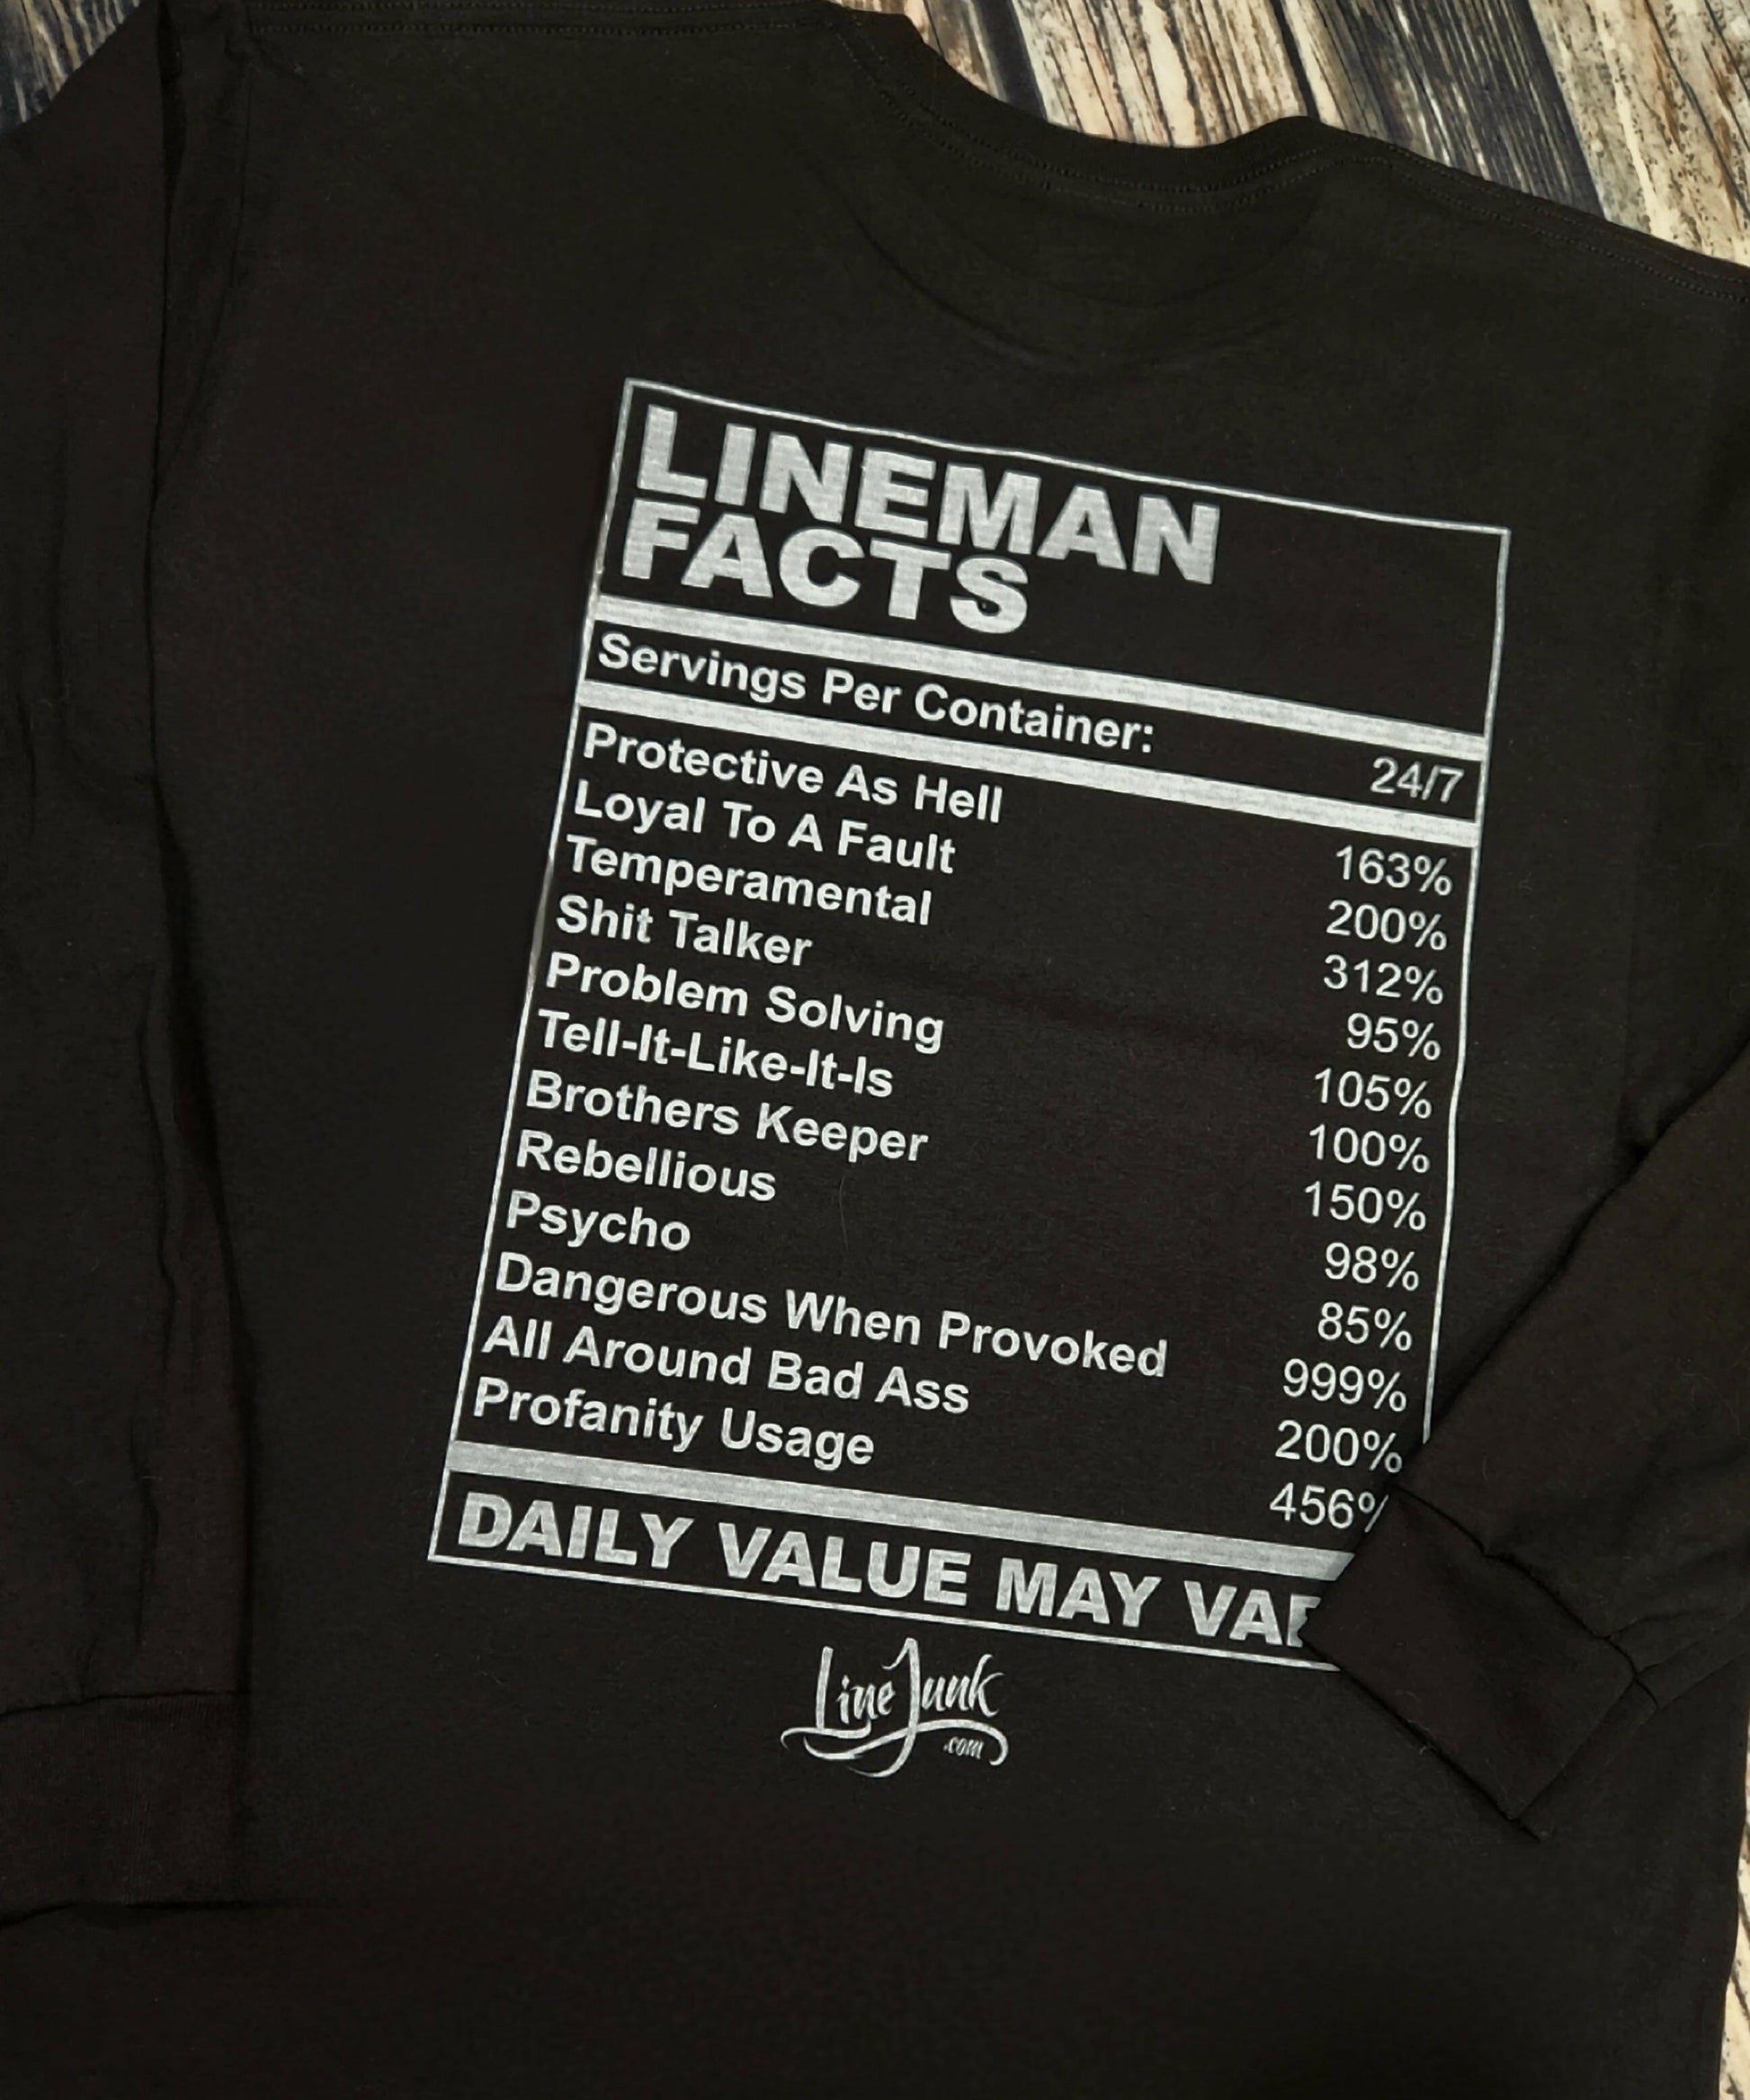 LINEMAN
FACTS
Servings Per Container: 24/7
Protective As Hell 163%
Loyal To A Fault 200%
Temperamental 312%
Shit Talker 95%
Problem Solving 105%
Tell-It-Like-It-Is 100%
Brothers Keeper 150%
Rebellious 98%
Psycho 85%
Dangerous When Provoked 999%
All Around Bad Ass 200%
Profanity Usage 456%
DAILY VALUE MAY
Line Junk
.com